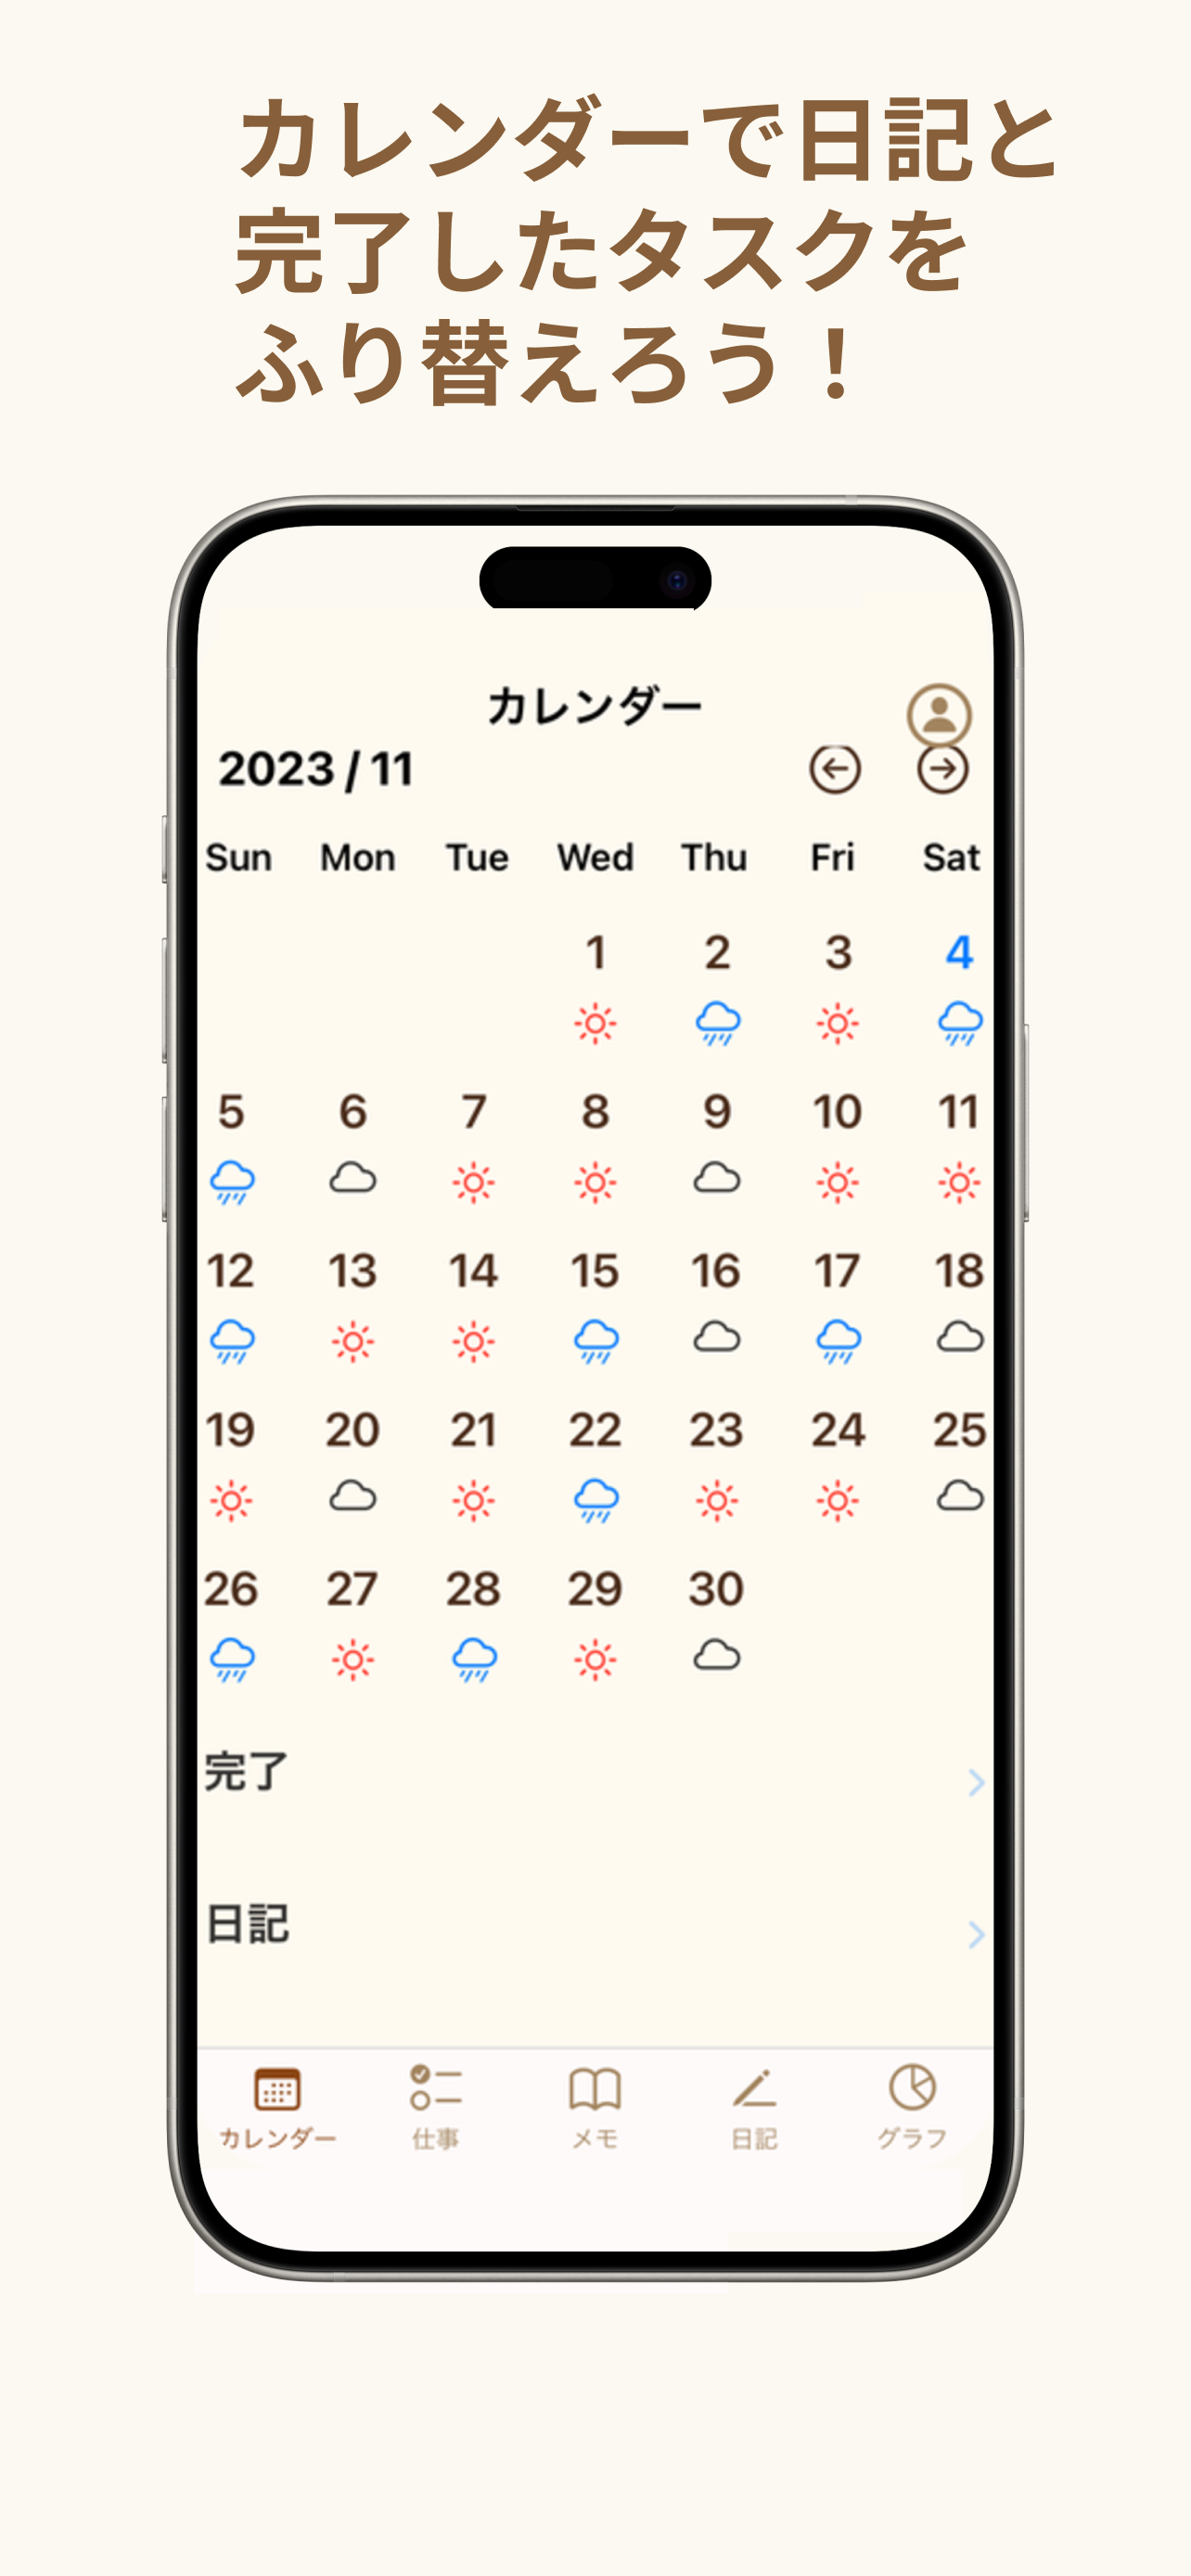 カレンダーで日記と
完了したタスクを
ふり替えろう！
カレンダー
2023 / 11
Sun Mon Tue Wed Thu Fri Sat
1 2 3 4
5 6 7 8 9 10 11
12 13 14 15 16 17 18
19 20 21 22 23 24 25
26 27 28 29 30
完了
日記
カレンダー 仕事 メモ 日記 グラフ